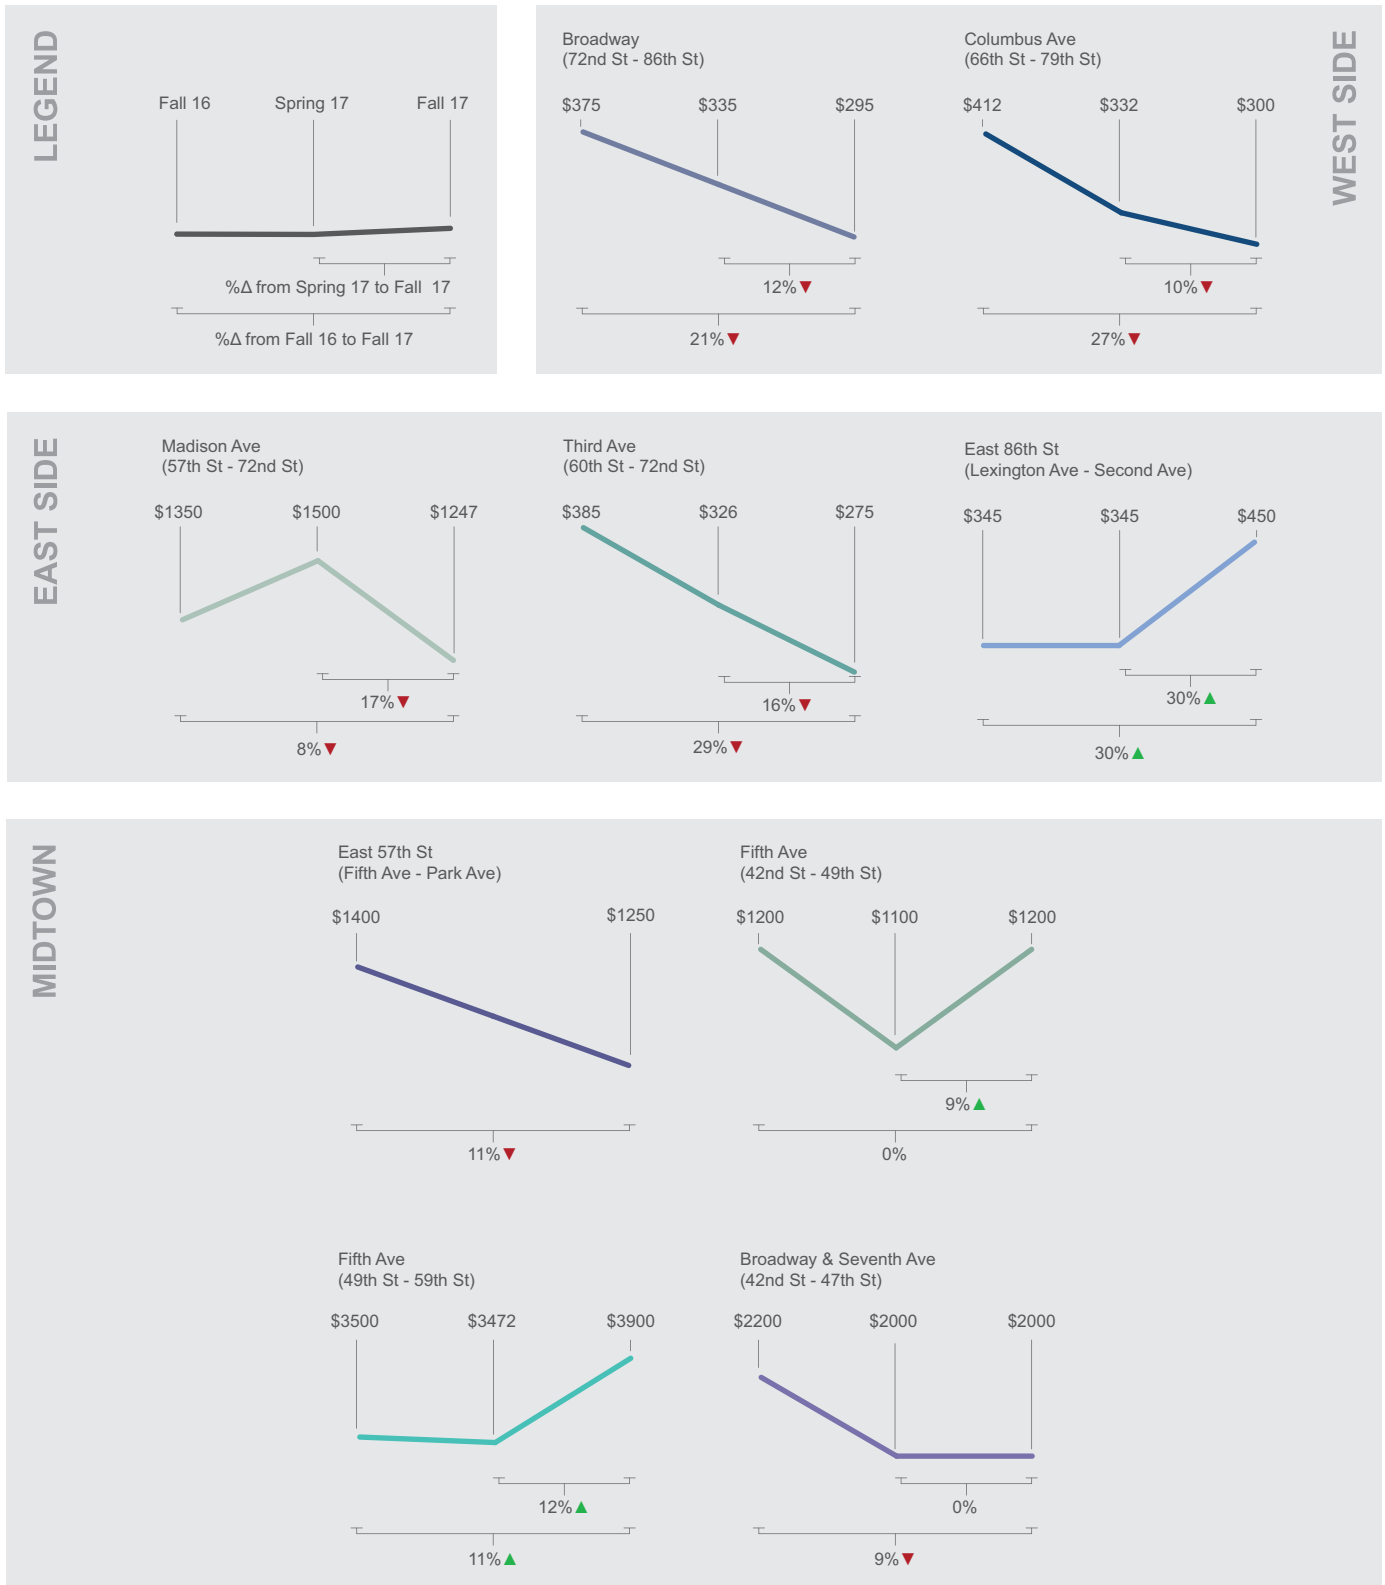 LEGEND
Fall 16 Spring 17 Fall 17
%Δ from Spring 17 to Fall 17
%Δ from Fall 16 to Fall 17
WEST SIDE
Broadway
(72nd St - 86th St)
$375 $335 $295
12%▼
21%▼
Columbus Ave
(66th St - 79th St)
$412 $332 $300
10%▼
27%▼
EAST SIDE
Madison Ave
(57th St - 72nd St)
$1350 $1500 $1247
17%▼
8%▼
Third Ave
(60th St - 72nd St)
$385 $326 $275
16%▼
29%▼
East 86th St
(Lexington Ave - Second Ave)
$345 $345 $450
30%▲
30%▲
MIDTOWN
East 57th St
(Fifth Ave - Park Ave)
$1400 $1250
11%▼
Fifth Ave
(42nd St - 49th St)
$1200 $1100 $1200
9%▲
0%
Fifth Ave
(49th St - 59th St)
$3500 $3472 $3900
12%▲
11%▲
Broadway & Seventh Ave
(42nd St - 47th St)
$2200 $2000 $2000
0%
9%▼